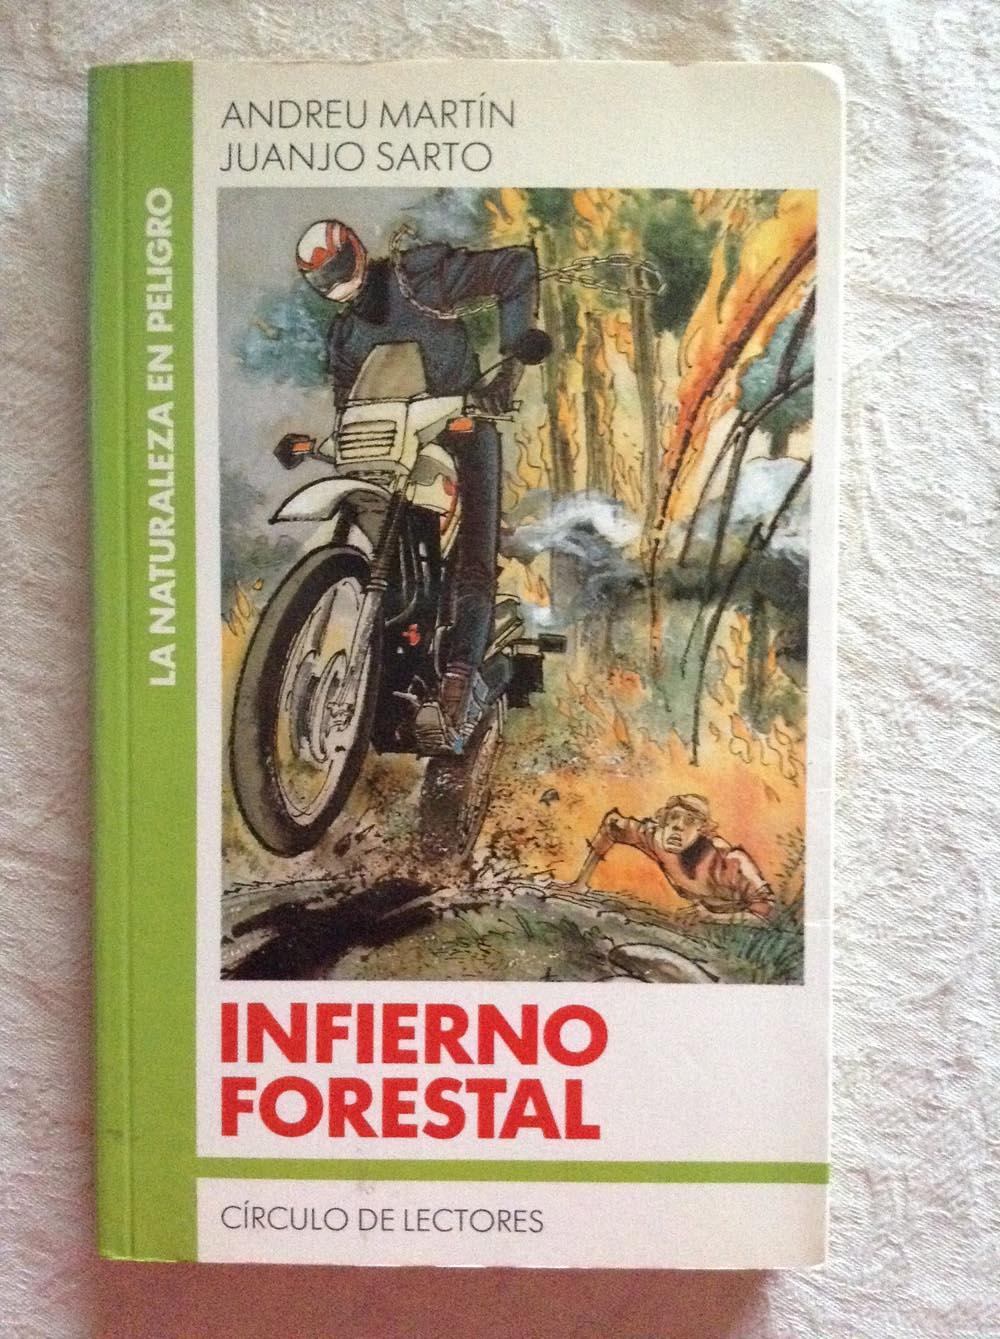 ANDREU MARTÍN
JUANJO SARTO
LA NATURALEZA EN PELIGRO
INFIERNO
FORESTAL
CÍRCULO DE LECTORES